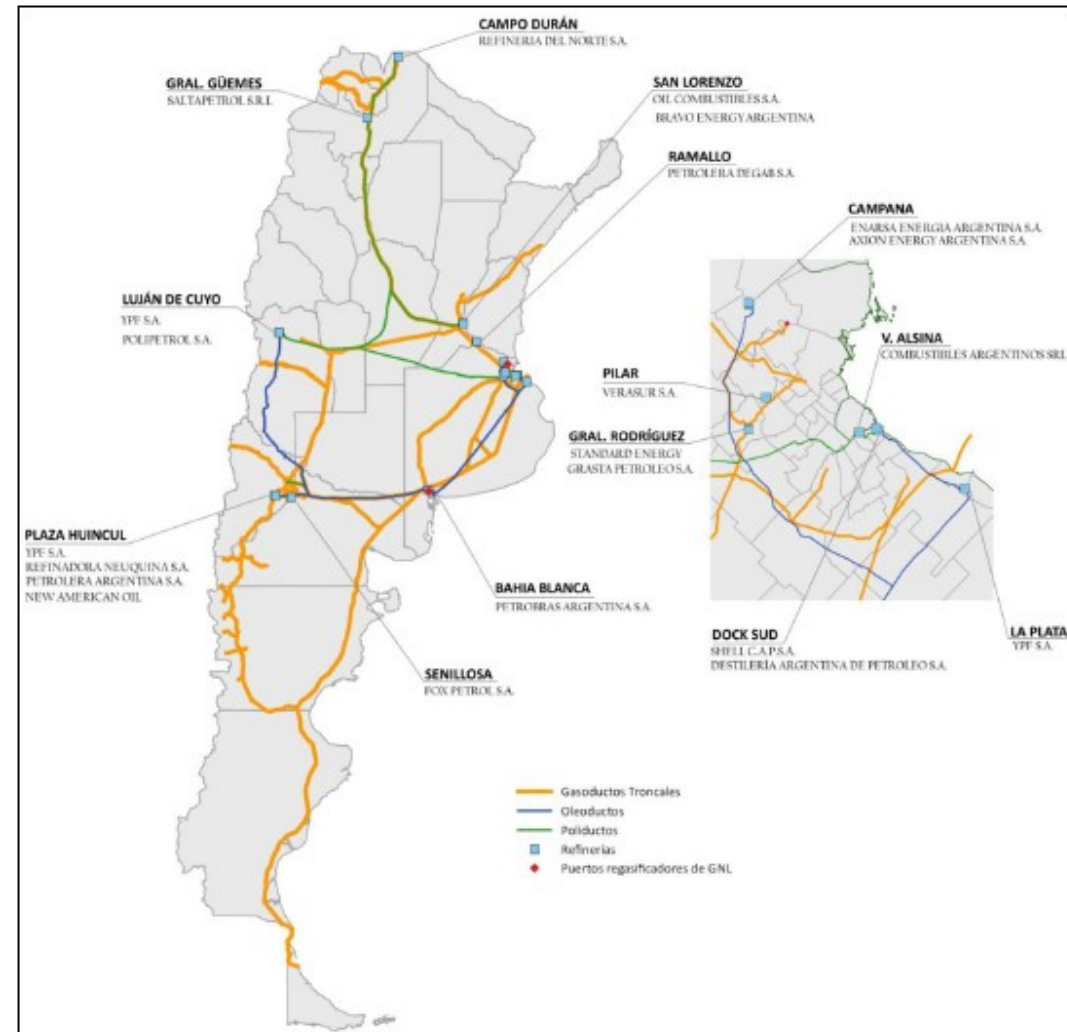 CAMPO DURÁN
REFINERIA DEL NORTE S.A.
GRAL. GÜEMES
SALTAPETROL S.R.L
SAN LORENZO
OIL COMBUSTIBLES S.A.
BRAVO ENERGY ARGENTINA
RAMALLO
PETROLERA DEGAB S.A.
CAMPANA
ENARSA ENERGIA ARGENTINA S.A.
AXION ENERGY ARGENTINA S.A.
LUJÁN DE CUYO
YPF S.A.
POLIPETROL S.A.
V. ALSINA
COMBUSTIBLES ARGENTINOS SRL
PILAR
VERASUR S.A.
GRAL. RODRÍGUEZ
STANDARD ENERGY
GRASTA PETROLEO S.A.
PLAZA HUINCUL
YPF S.A.
REFINADORA NEUQUINA S.A.
PETROLERA ARGENTINA S.A.
NEW AMERICAN OIL
BAHIA BLANCA
PETROBRAS ARGENTINA S.A.
DOCK SUD
SHELL C.A.P.S.A.
DESTILERÍA ARGENTINA DE PETROLEO S.A.
LA PLATA
YPF S.A.
SENILLOSA
FOX PETROL S.A.
Gasoductos Troncales
Oleoductos
Poliductos
Refinerías
Puertos regasificadores de GNL